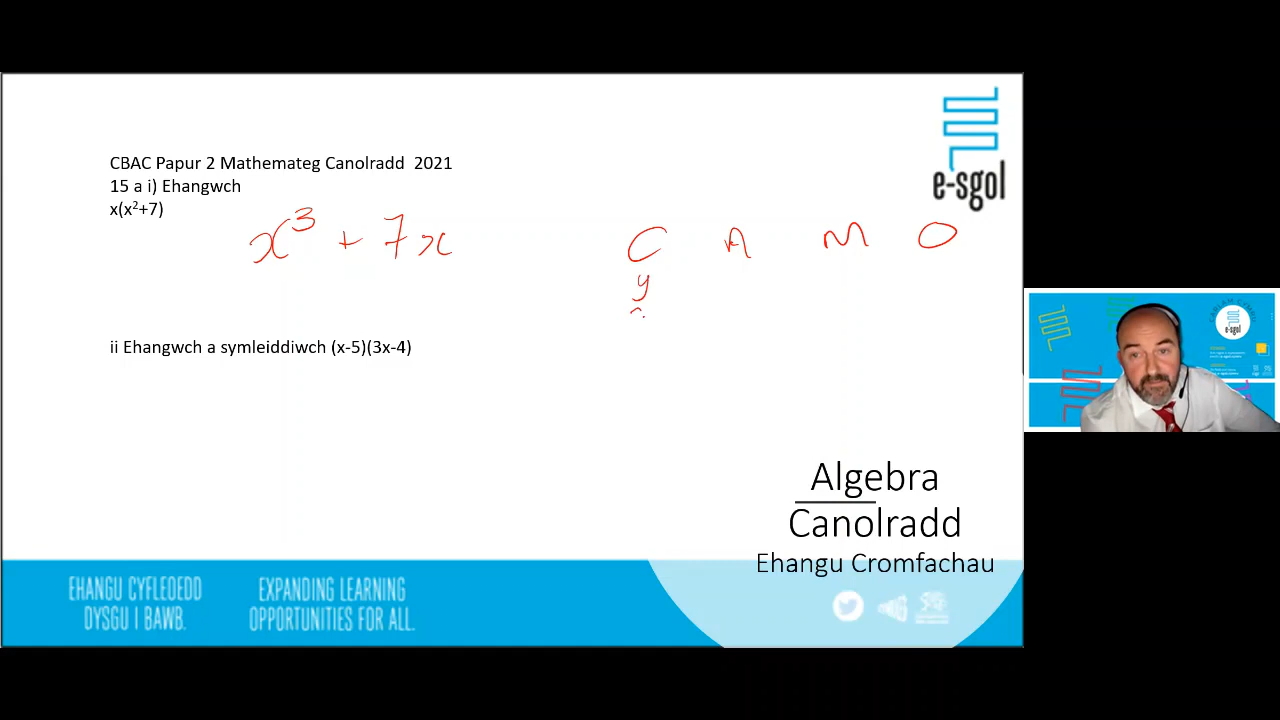 e-sgol
CBAC Papur 2 Mathemateg Canolradd 2021
15 a i) Ehangwch
x(x²+7)
x³ + 7x
C A M O
y
ii Ehangwch a symleiddiwch (x-5)(3x-4)
e-sgol
Algebra
Canolradd
Ehangu Cromfachau
EHANGU CYFLEOEDD
DYSGU I BAWB.
EXPANDING LEARNING
OPPORTUNITIES FOR ALL.